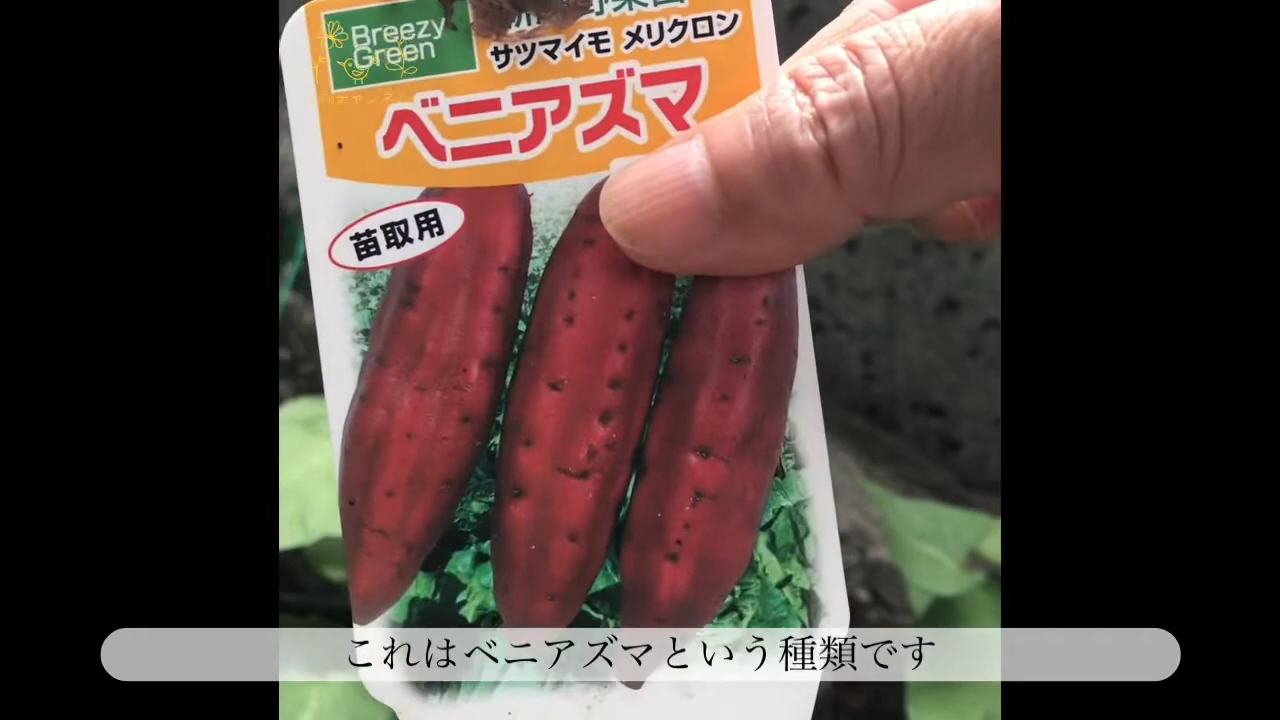 Breezy
Green
サツマイモ メリクロン
ベニアズマ
苗取用
これはベニアズマという種類です